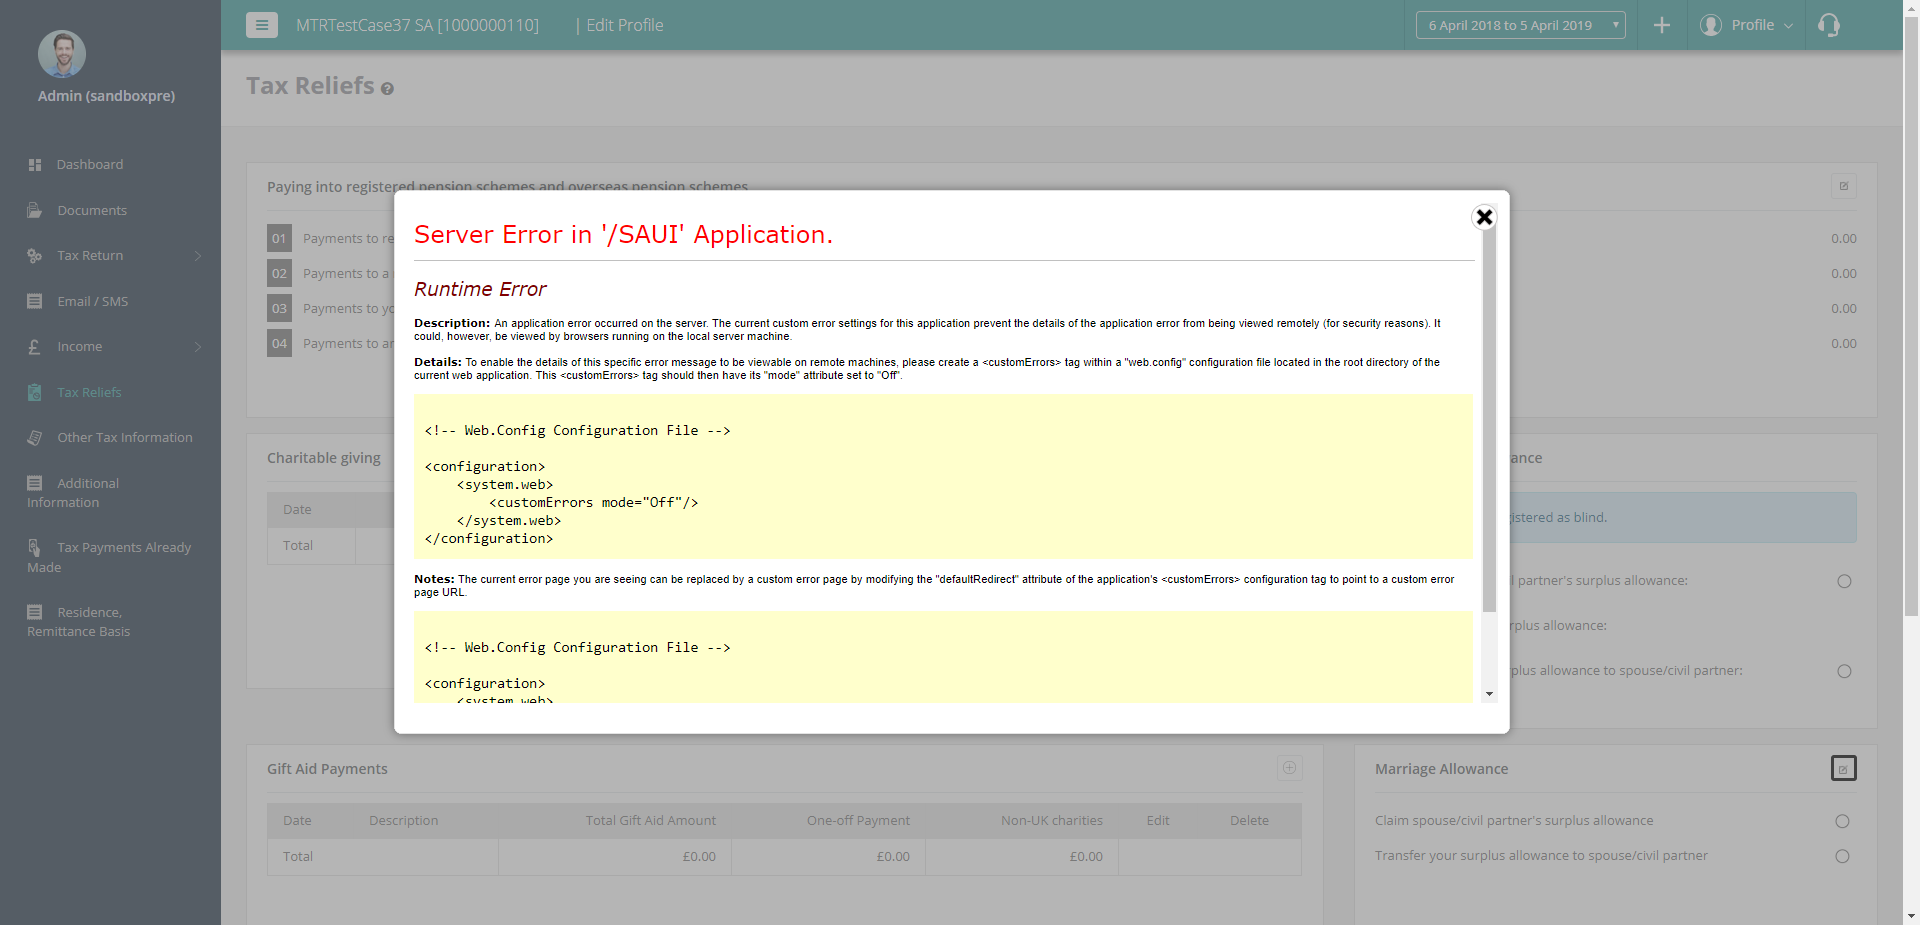 MTRTestCase37 SA [1000000110] | Edit Profile
6 April 2018 to 5 April 2019
Profile
Admin (sandboxpre)
Dashboard
Documents
Tax Return
Email / SMS
Income
Tax Reliefs
Other Tax Information
Additional
Information
Tax Payments Already
Made
Residence,
Remittance Basis
Tax Reliefs ?
Paying into registered pension schemes and overseas pension schemes
01 Payments to re 0.00
02 Payments to a 0.00
03 Payments to yo 0.00
04 Payments to ar 0.00
Server Error in '/SAUI' Application.
Runtime Error
Description: An application error occurred on the server. The current custom error settings for this application prevent the details of the application error from being viewed remotely (for security reasons). It
could, however, be viewed by browsers running on the local server machine.
Details: To enable the details of this specific error message to be viewable on remote machines, please create a <customErrors> tag within a "web.config" configuration file located in the root directory of the
current web application. This <customErrors> tag should then have its "mode" attribute set to "Off".
<!-- Web.Config Configuration File -->
<configuration>
<system.web>
<customErrors mode="Off"/>
</system.web>
</configuration>
Notes: The current error page you are seeing can be replaced by a custom error page by modifying the "defaultRedirect" attribute of the application's <customErrors> configuration tag to point to a custom error
page URL.
<!-- Web.Config Configuration File -->
<configuration>
<system.web>
Charitable giving
Date
Total
ance
gistered as blind.
l partner's surplus allowance:
rplus allowance:
plus allowance to spouse/civil partner:
Gift Aid Payments
Date Description Total Gift Aid Amount One-off Payment Non-UK charities Edit Delete
Total £0.00 £0.00 £0.00
Marriage Allowance
Claim spouse/civil partner's surplus allowance
Transfer your surplus allowance to spouse/civil partner